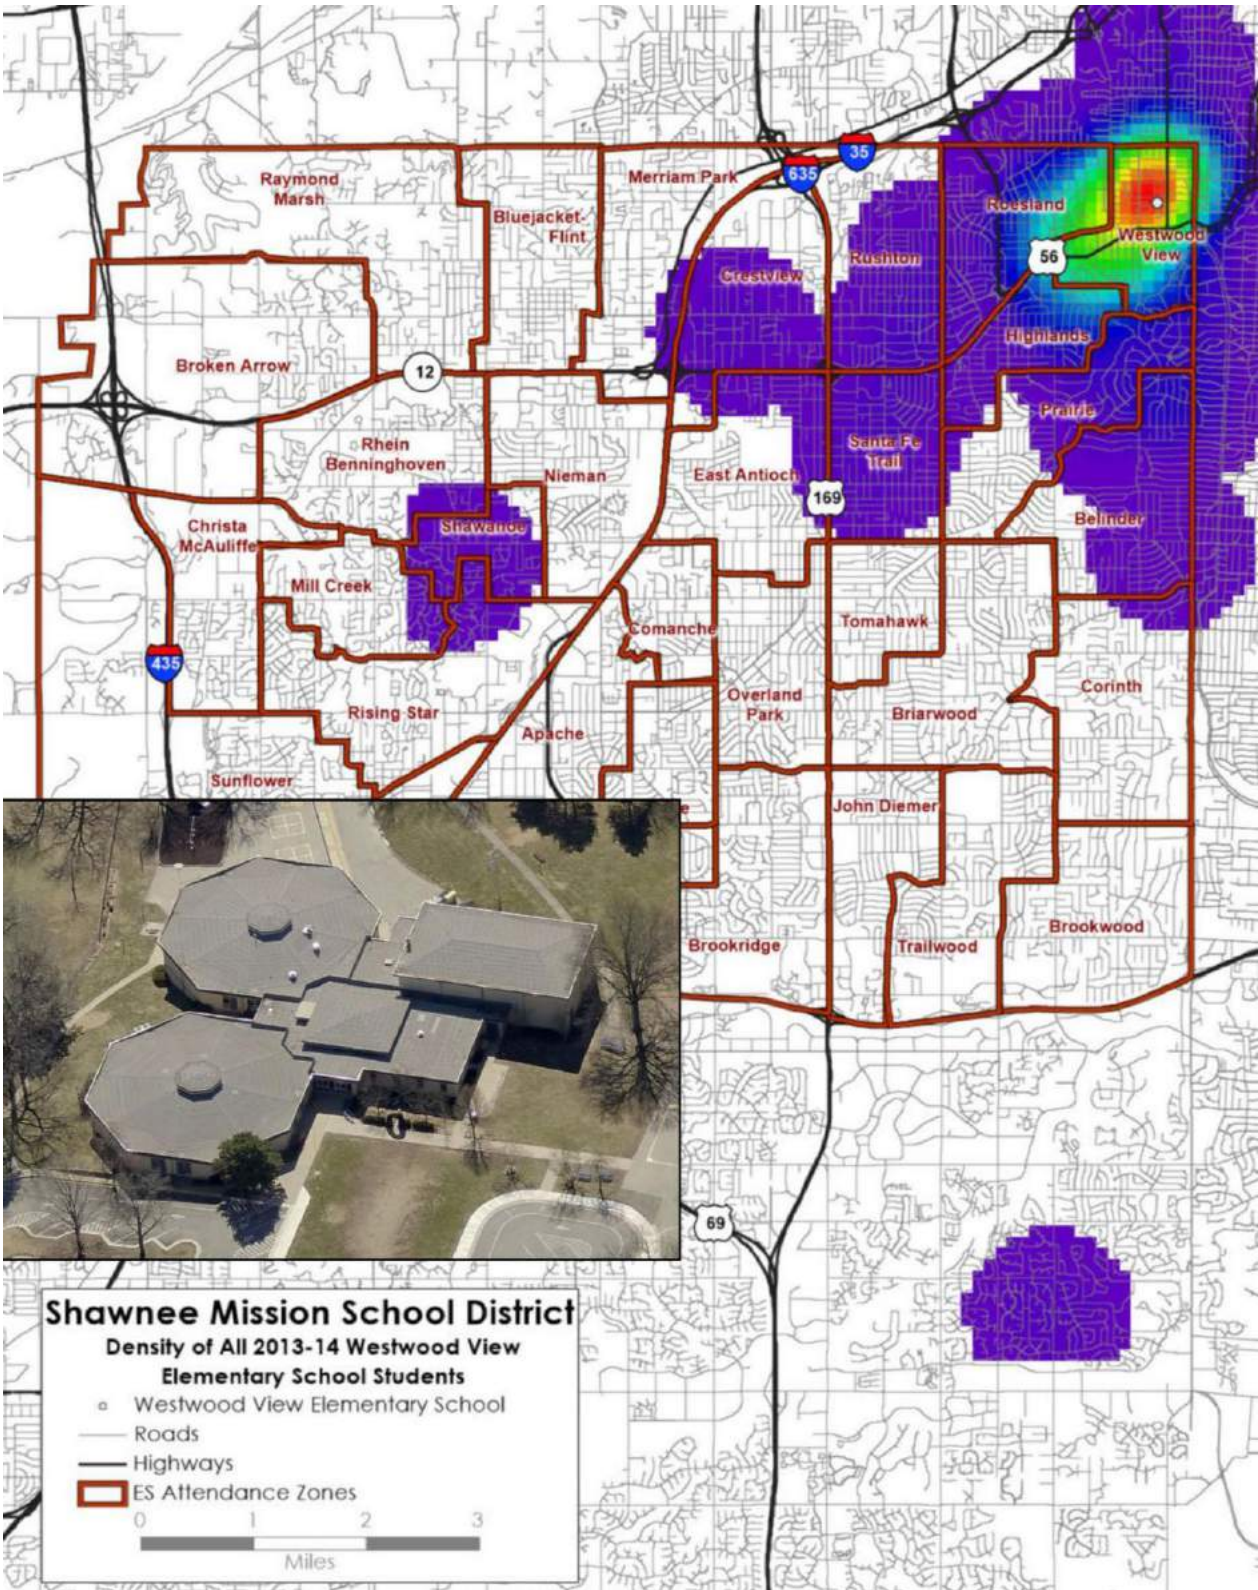 35
635
Raymond
Marsh
Merriam Park
Bluejacket-
Flint
Roesland
Westwood
View
56
Rushton
Crestview
Highlands
Broken Arrow
12
Prairie
Rhein
Benninghoven
Nieman
East Antioch
Santa Fe
Trail
169
Christa
McAuliffe
Shawanoe
Belinder
Mill Creek
Comanche
Tomahawk
435
Overland
Park
Corinth
Rising Star
Apache
Briarwood
Sunflower
e
John Diemer
Brookridge
Trailwood
Brookwood
69
Shawnee Mission School District
Density of All 2013-14 Westwood View
Elementary School Students
Westwood View Elementary School
Roads
Highways
ES Attendance Zones
0 1 2 3
Miles